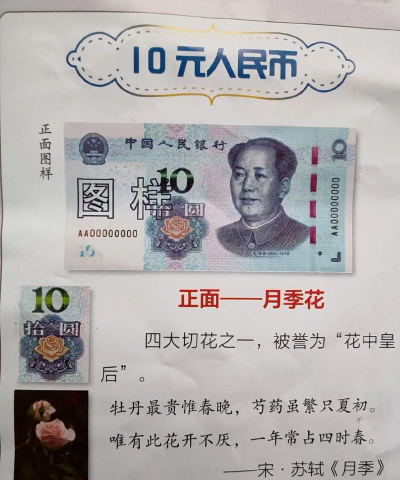 10元人民币
正面图样
中国人民银行
10
10
图样
圆
AA00000000
AA00000000
10
正面——月季花
10
拾圆
四大切花之一，被誉为“花中皇
后”。
牡丹最贵惟春晚，芍药虽繁只夏初。
唯有此花开不厌，一年常占四时春。
——宋·苏轼《月季》